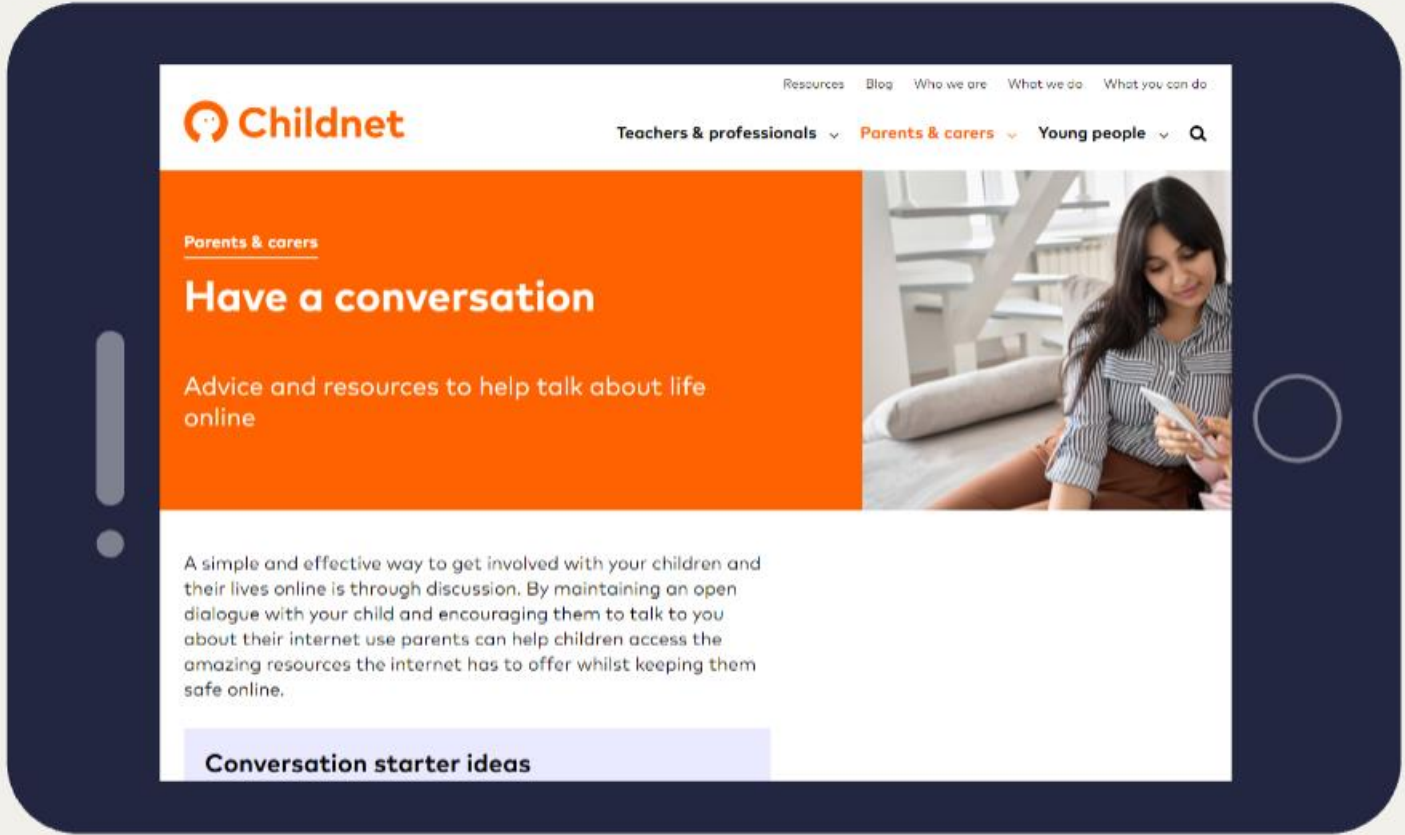 Resources Blog Who we are What we do What you can do
Childnet
Teachers & professionals Parents & carers Young people
Parents & carers
Have a conversation
Advice and resources to help talk about life
online
A simple and effective way to get involved with your children and
their lives online is through discussion. By maintaining an open
dialogue with your child and encouraging them to talk to you
about their internet use parents can help children access the
amazing resources the internet has to offer whilst keeping them
safe online.
Conversation starter ideas